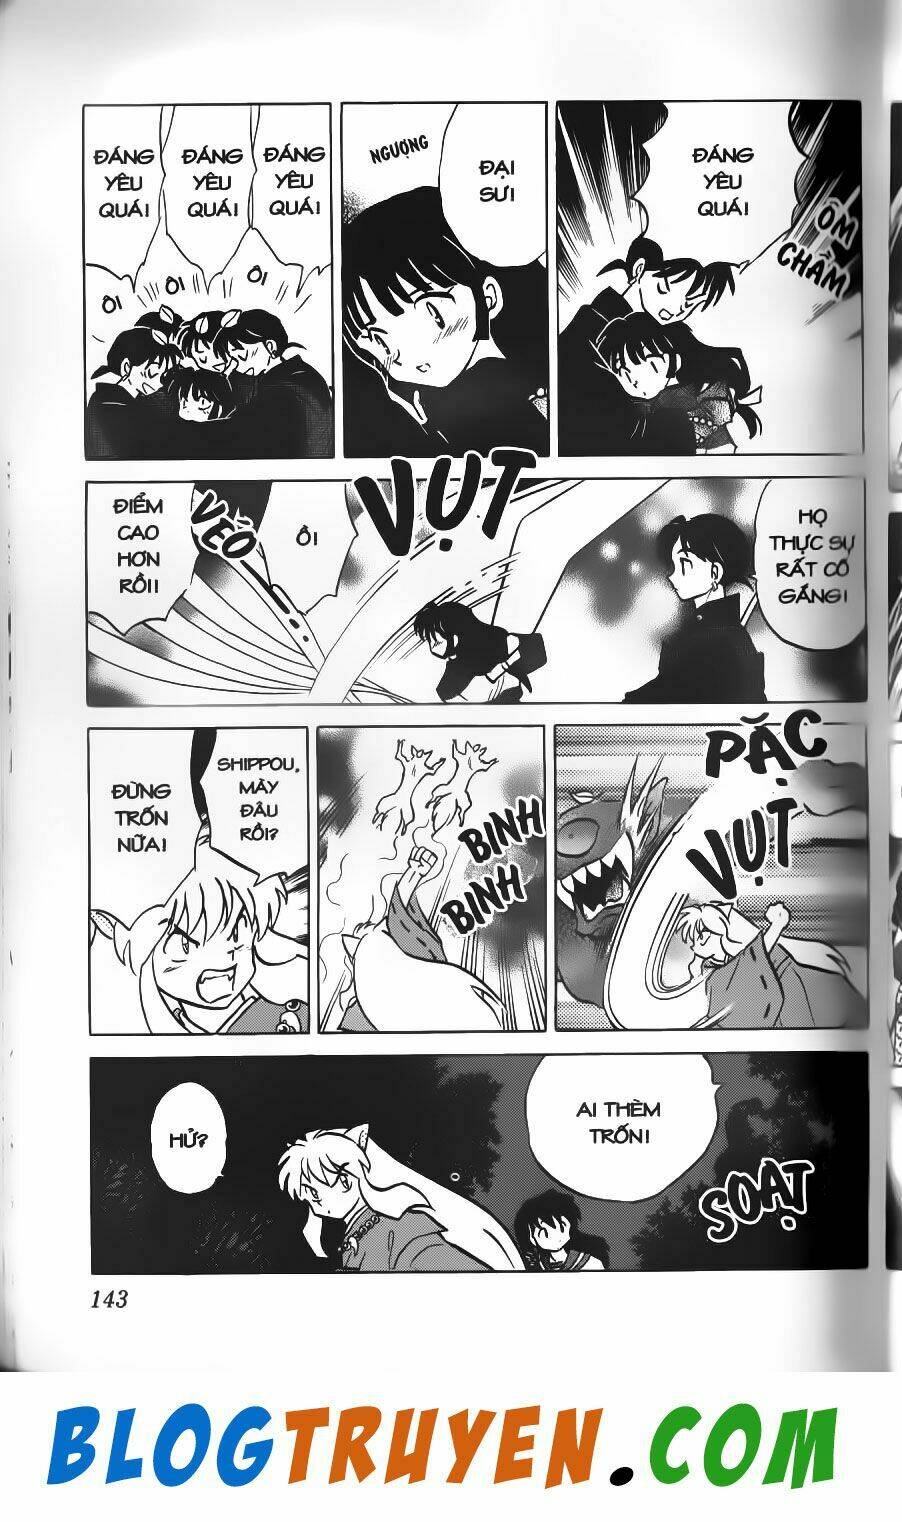 ĐÁNG
YÊU
QUÁ!
ÔM
CHẦM
ĐẠI
SƯ!
NGƯỢNG
ĐÁNG
YÊU
QUÁ!
ĐÁNG
YÊU
QUÁ!
ĐÁNG
YÊU
QUÁ!
ÔI
ÔI
ÔI
HỌ
THỰC SỰ
RẤT CỐ
GẮNG!
VỤT
ÔI
VÈO
ĐIỂM
CAO
HƠN
RỒI!
PẶC
VỤT
BINH
BINH
SHIPPOU,
MÀY
ĐÂU
RỒI?
ĐỪNG
TRỐN
NỮA!
AI THÈM
TRỐN!
SOẠT
HỬ?
143
BLOGTRUYEN.COM